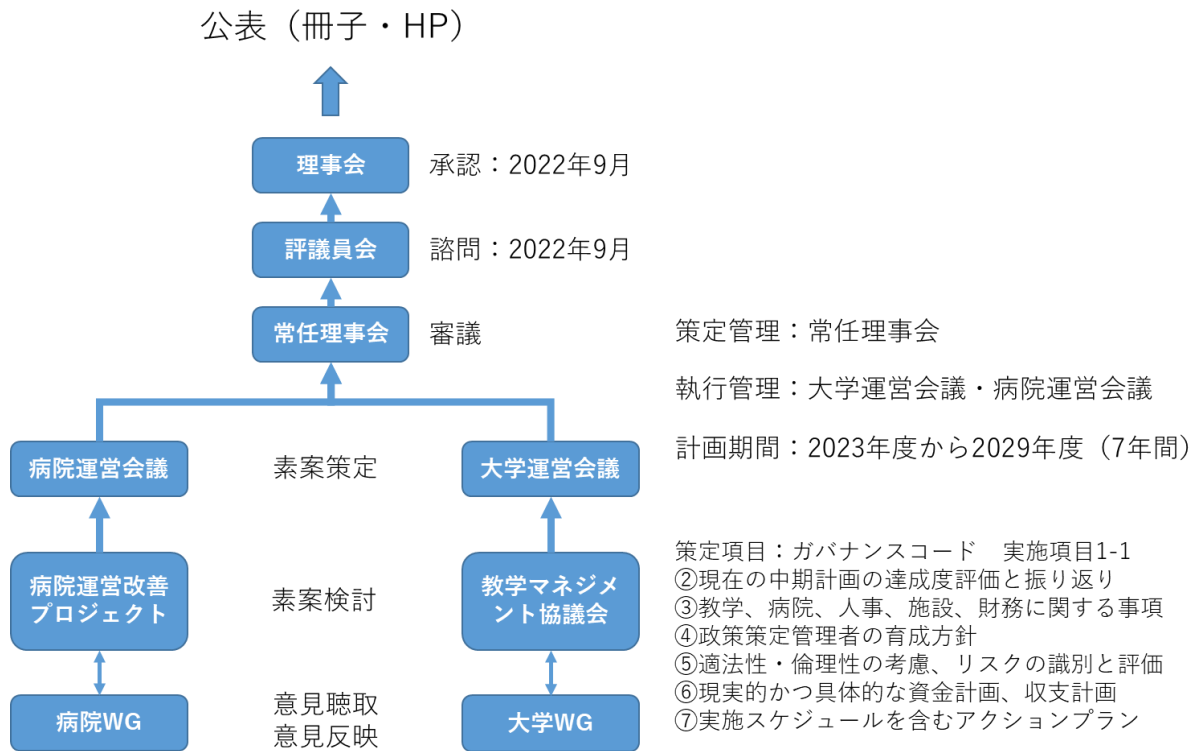 公表（冊子・HP）
理事会
承認：2022年9月
評議員会
諮問：2022年9月
常任理事会
審議
策定管理：常任理事会
執行管理：大学運営会議・病院運営会議
計画期間：2023年度から2029年度（7年間）
病院運営会議
素案策定
大学運営会議
病院運営改善
プロジェクト
素案検討
教学マネジメ
ント協議会
病院WG
意見聴取
意見反映
大学WG
策定項目：ガバナンスコード　実施項目1-1
②現在の中期計画の達成度評価と振り返り
③教学、病院、人事、施設、財務に関する事項
④政策策定管理者の育成方針
⑤適法性・倫理性の考慮、リスクの識別と評価
⑥現実的かつ具体的な資金計画、収支計画
⑦実施スケジュールを含むアクションプラン